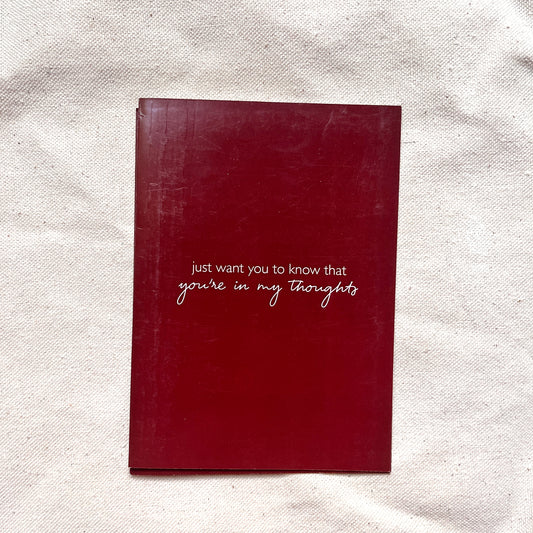 just want you to know that
you're in my thoughts